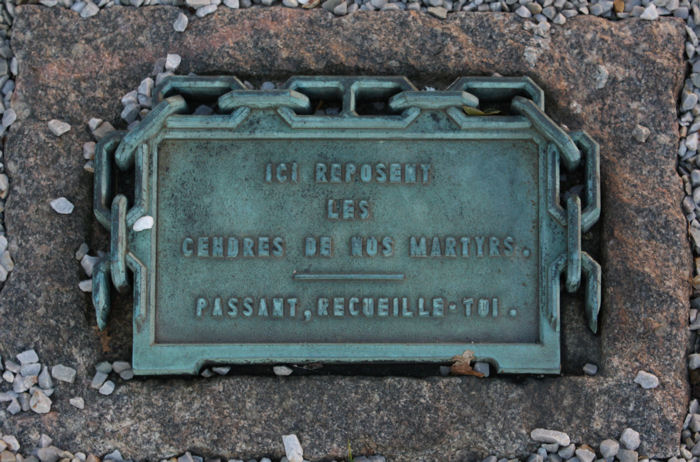 ICI REPOSENT
LES
CENDRES DE NOS MARTYRS.
PASSANT, RECUEILLE-TOI.